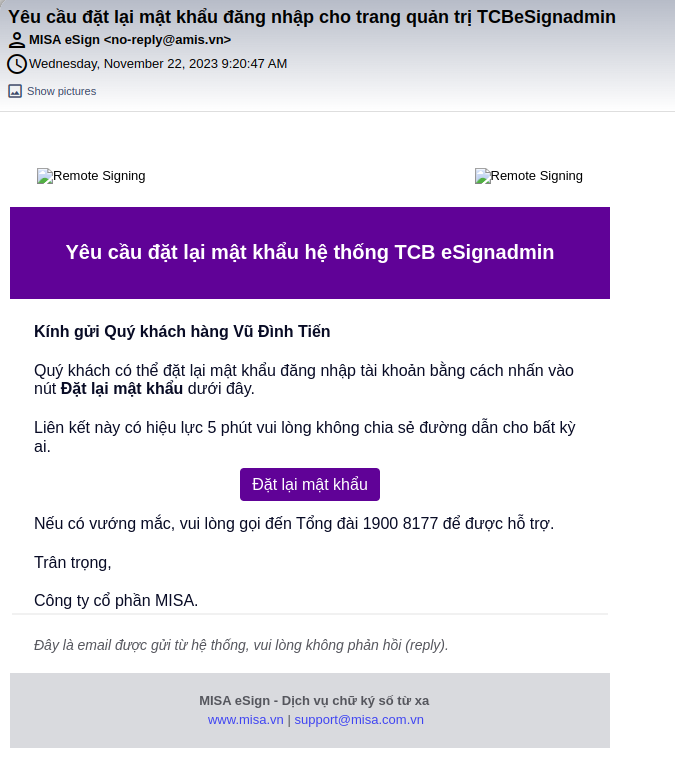 Yêu cầu đặt lại mật khẩu đăng nhập cho trang quản trị TCBeSignadmin
MISA eSign <no-reply@amis.vn>
Wednesday, November 22, 2023 9:20:47 AM
Show pictures
Remote Signing
Remote Signing
Yêu cầu đặt lại mật khẩu hệ thống TCB eSignadmin
Kính gửi Quý khách hàng Vũ Đình Tiến
Quý khách có thể đặt lại mật khẩu đăng nhập tài khoản bằng cách nhấn vào
nút Đặt lại mật khẩu dưới đây.
Liên kết này có hiệu lực 5 phút vui lòng không chia sẻ đường dẫn cho bất kỳ
ai.
Đặt lại mật khẩu
Nếu có vướng mắc, vui lòng gọi đến Tổng đài 1900 8177 để được hỗ trợ.
Trân trọng,
Công ty cổ phần MISA.
Đây là email được gửi từ hệ thống, vui lòng không phản hồi (reply).
MISA eSign - Dịch vụ chữ ký số từ xa
www.misa.vn | support@misa.com.vn